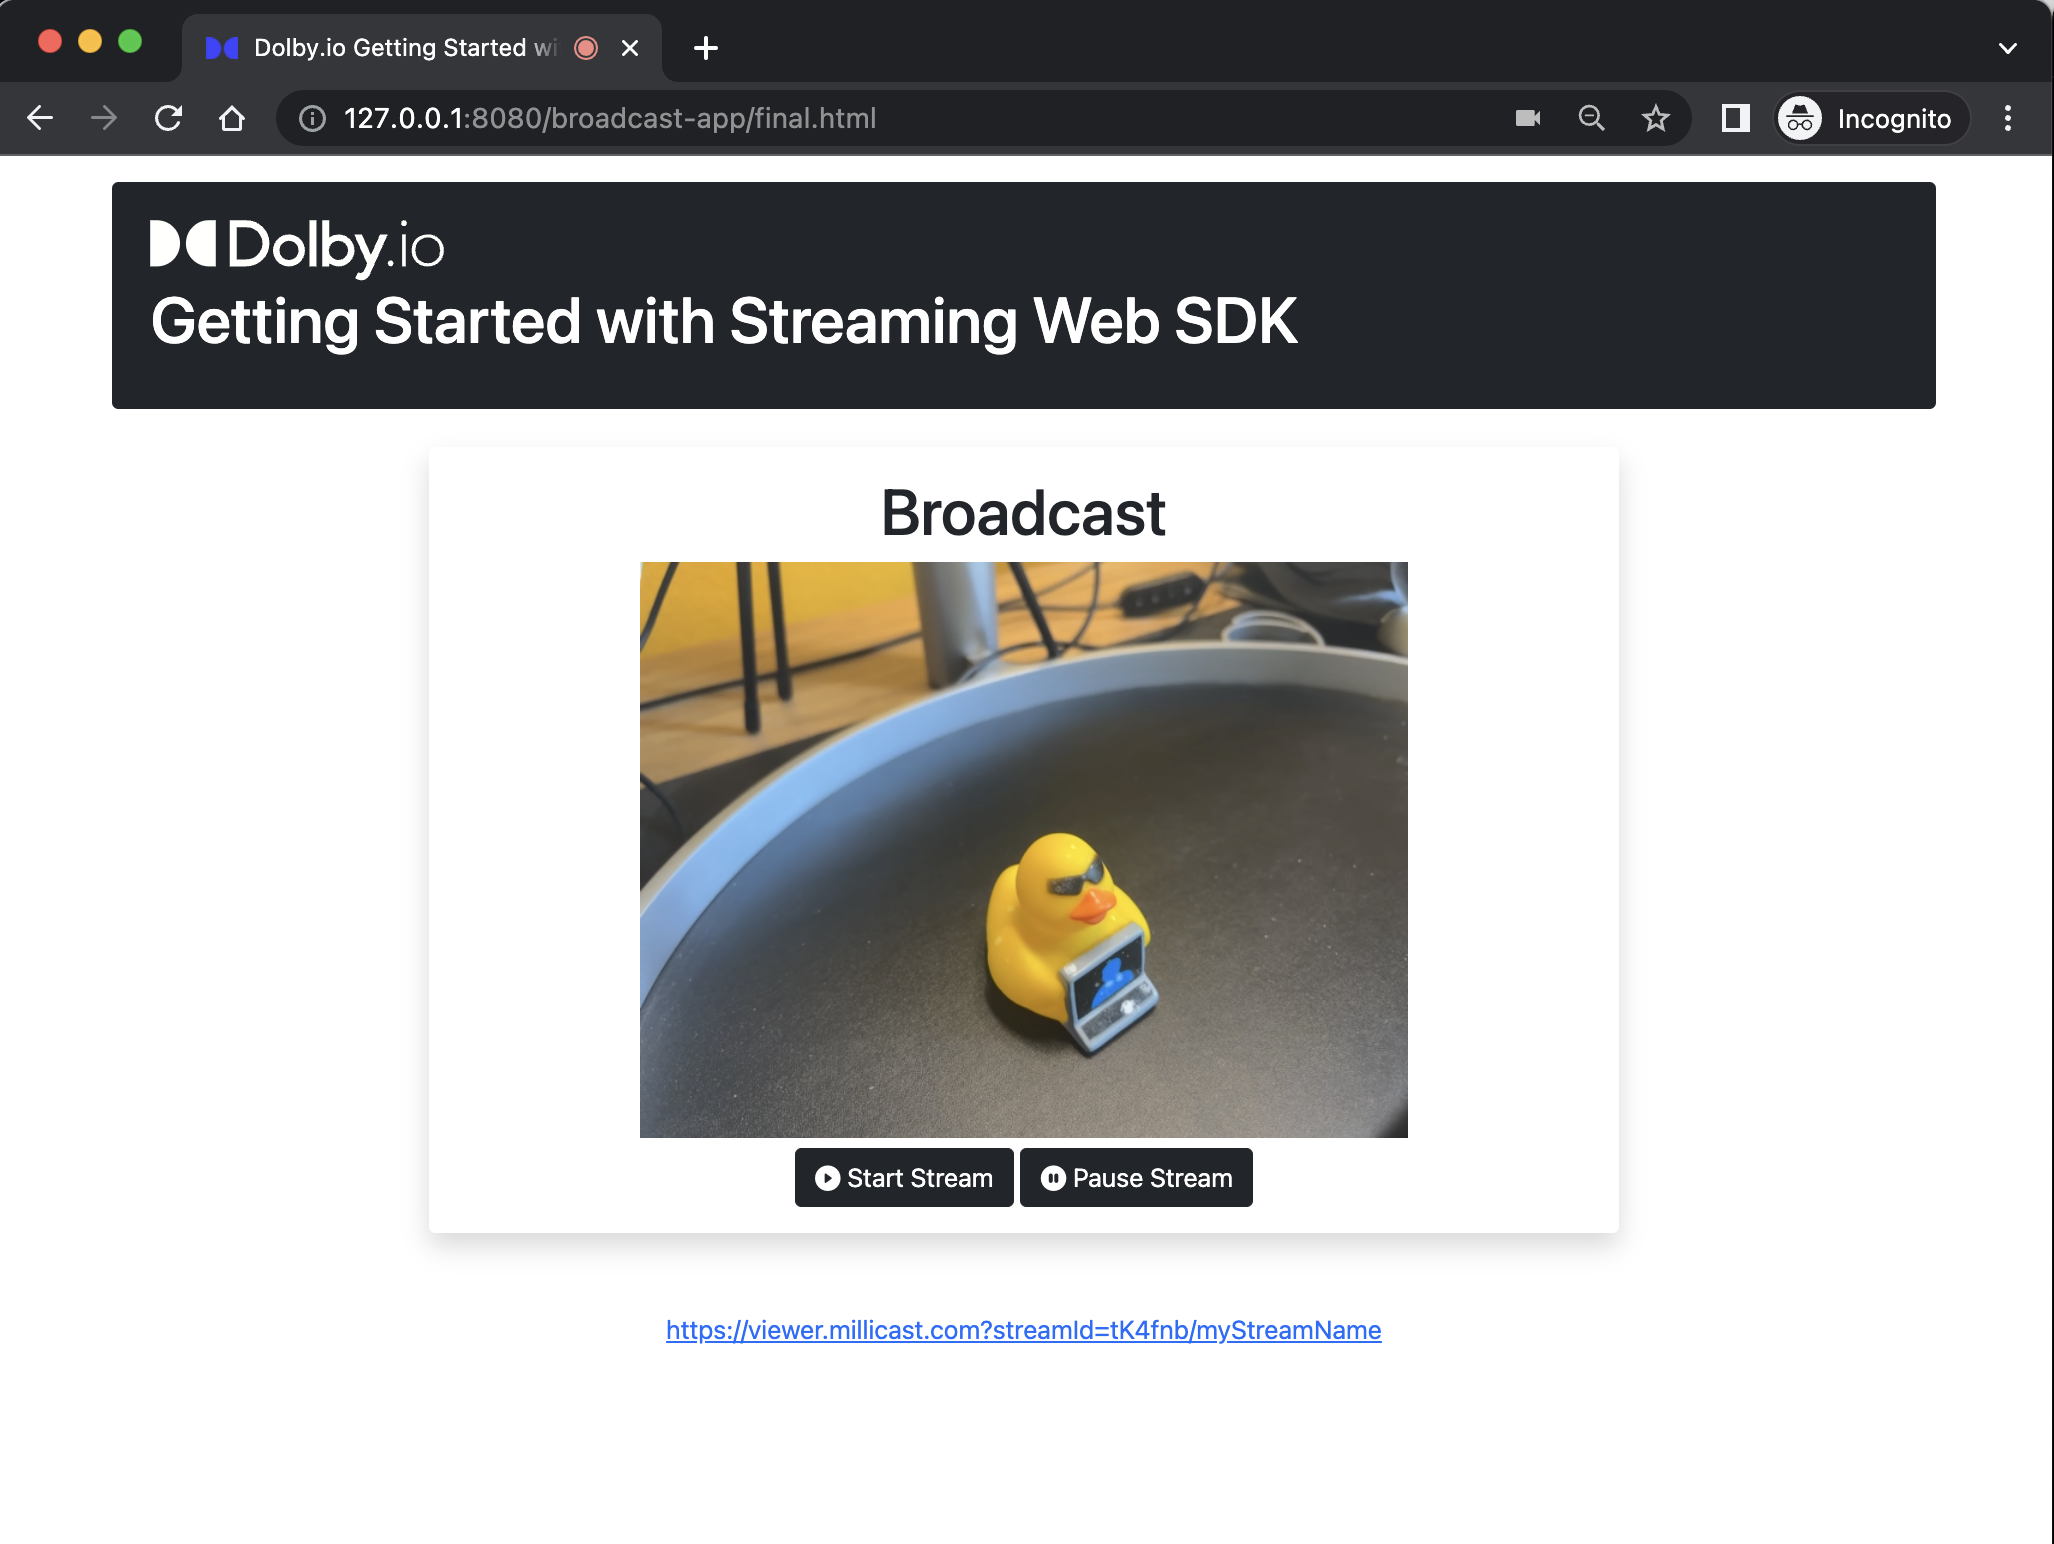 Dolby.io Getting Started wi
127.0.0.1:8080/broadcast-app/final.html
Incognito
Dolby.io
Getting Started with Streaming Web SDK
Broadcast
Start Stream
Pause Stream
https://viewer.millicast.com?streamId=tK4fnb/myStreamName